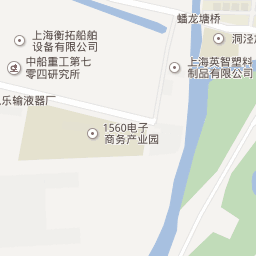 蟠龙塘桥
上海衡拓船舶
设备有限公司
洞泾
中船重工第七
零四研究所
上海英智塑料
制品有限公司
乐输液器厂
1560电子
商务产业园